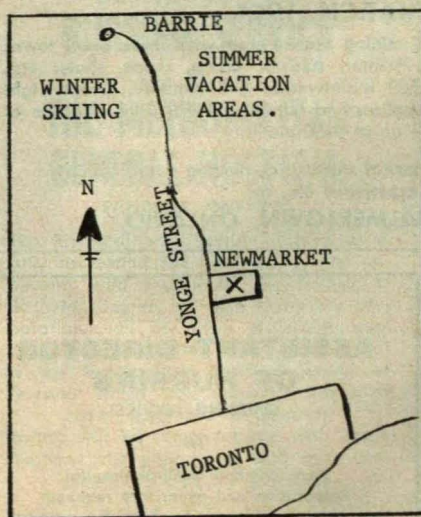 BARRIE
SUMMER
WINTER VACATION
SKIING AREAS.
N
YONGE STREET
NEWMARKET
X
TORONTO